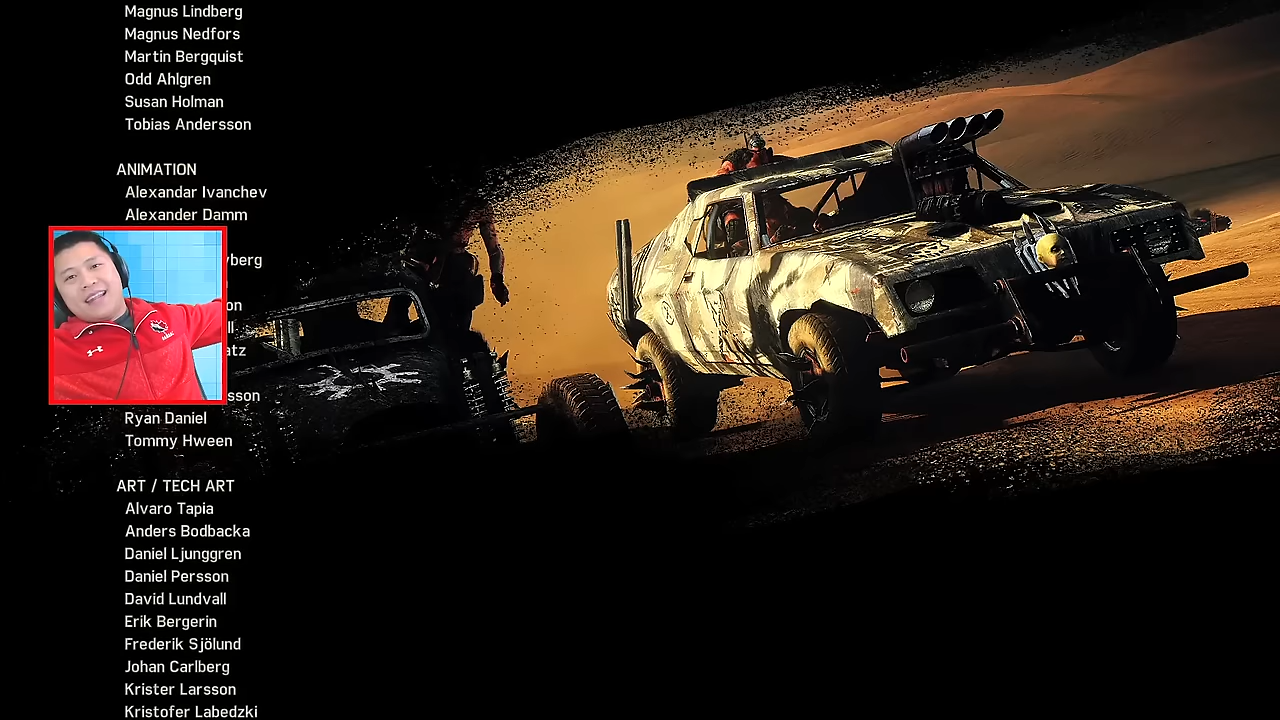 Magnus Lindberg
Magnus Nedfors
Martin Bergquist
Odd Ahlgren
Susan Holman
Tobias Andersson
ANIMATION
Alexandar Ivanchev
Alexander Damm
Ryan Daniel
Tommy Hween
ART / TECH ART
Alvaro Tapia
Anders Bodbacka
Daniel Ljunggren
Daniel Persson
David Lundvall
Erik Bergerin
Frederik Sjölund
Johan Carlberg
Krister Larsson
Kristofer Labedzki